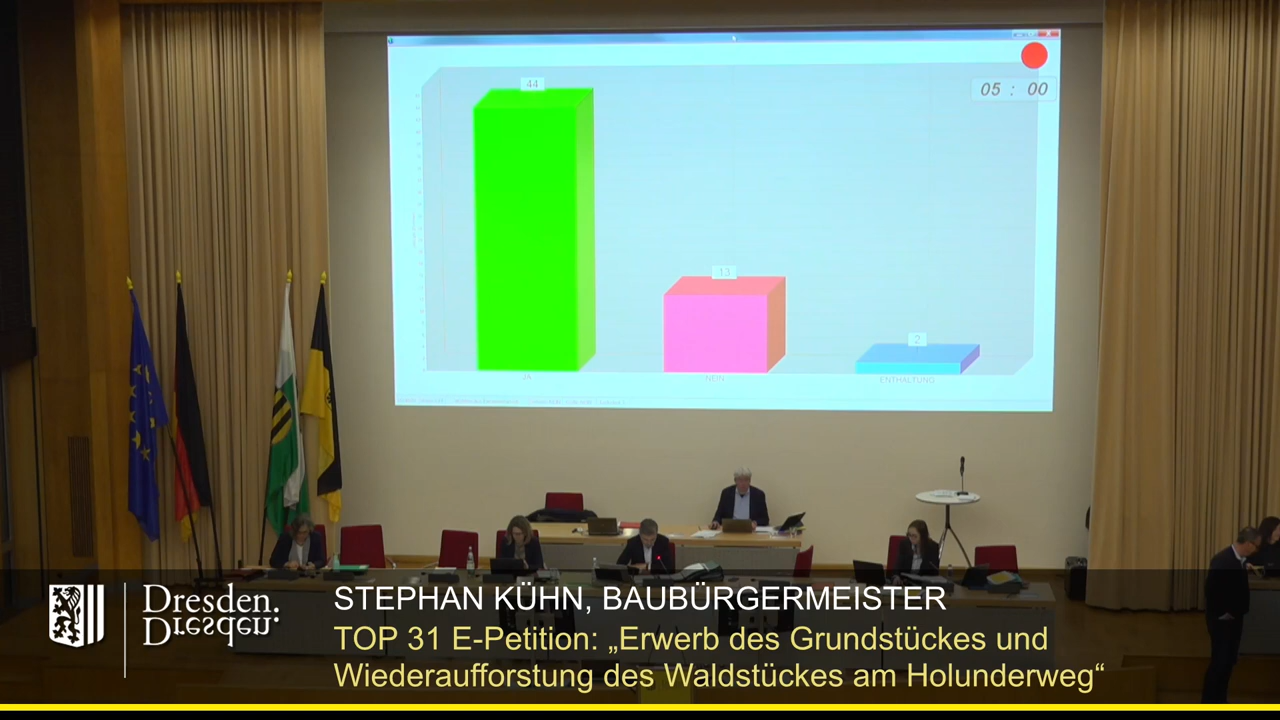 44
05 : 00
13
2
JA
NEIN
ENTHALTUNG
Dresden.
Dresden.
STEPHAN KÜHN, BAUBÜRGERMEISTER
TOP 31 E-Petition: „Erwerb des Grundstückes und
Wiederaufforstung des Waldstückes am Holunderweg“